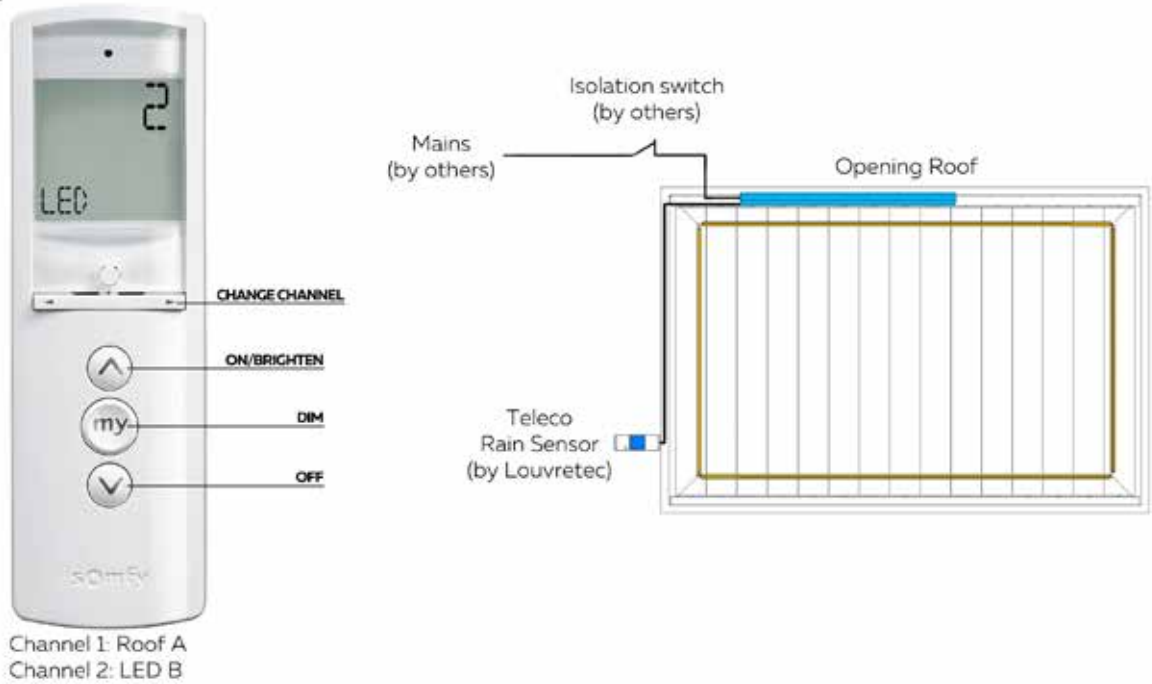 2
LED
CHANGE CHANNEL
ON/BRIGHTEN
my
DIM
OFF
somfy
Channel 1: Roof A
Channel 2: LED B
Isolation switch
(by others)
Mains
(by others)
Opening Roof
Teleco
Rain Sensor
(by Louvretec)